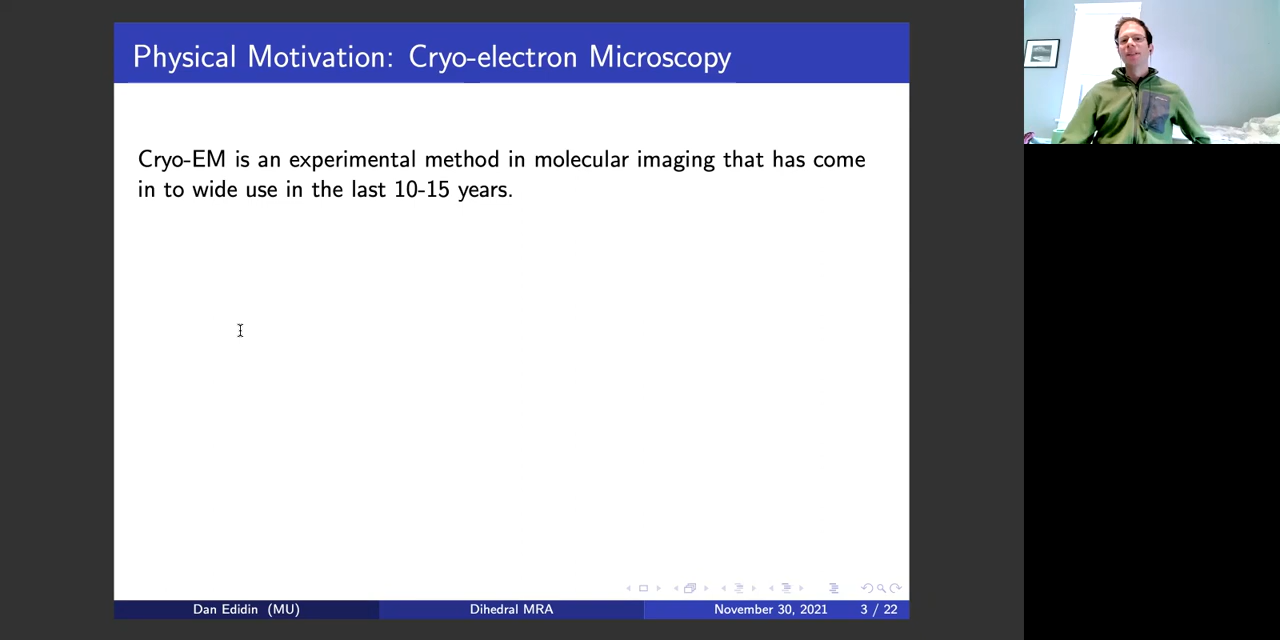 Physical Motivation: Cryo-electron Microscopy
Cryo-EM is an experimental method in molecular imaging that has come
in to wide use in the last 10-15 years.
Dan Edidin (MU) Dihedral MRA November 30, 2021 3 / 22